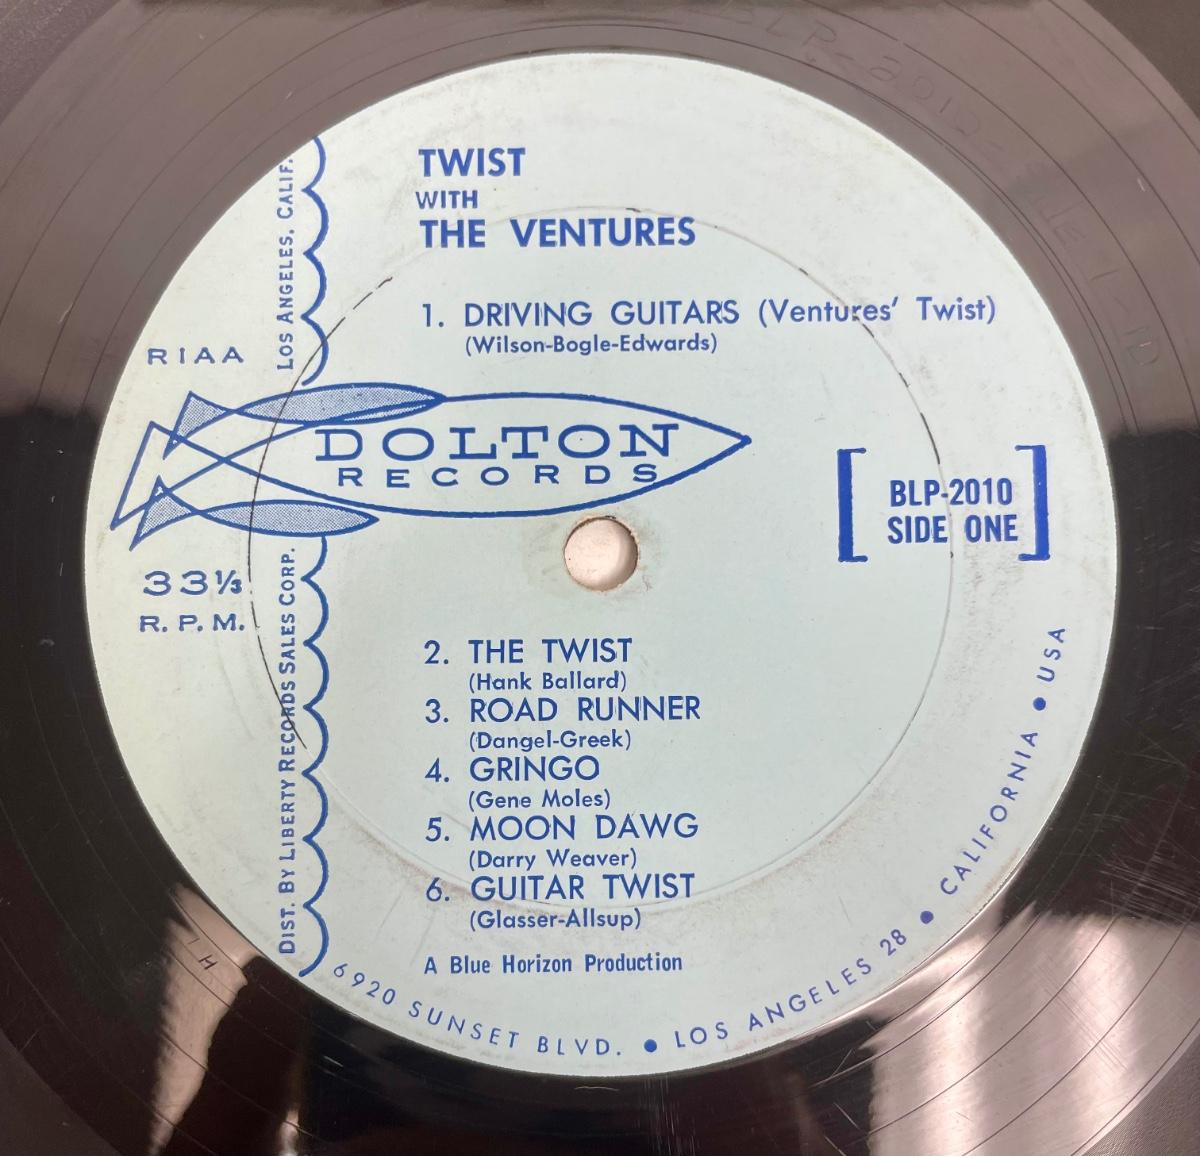 TWIST
WITH
THE VENTURES
1. DRIVING GUITARS (Ventures' Twist)
(Wilson-Bogle-Edwards)
RIAA
LOS ANGELES, CALIF.
DOLTON
RECORDS
BLP-2010
SIDE ONE
33⅓
R. P. M.
DIST. BY LIBERTY RECORDS SALES CORP.
2. THE TWIST
(Hank Ballard)
3. ROAD RUNNER
(Dangel-Greek)
4. GRINGO
(Gene Moles)
5. MOON DAWG
(Darry Weaver)
6. GUITAR TWIST
(Glasser-Allsup)
A Blue Horizon Production
6920 SUNSET BLVD. • LOS ANGELES 28 • CALIFORNIA • USA